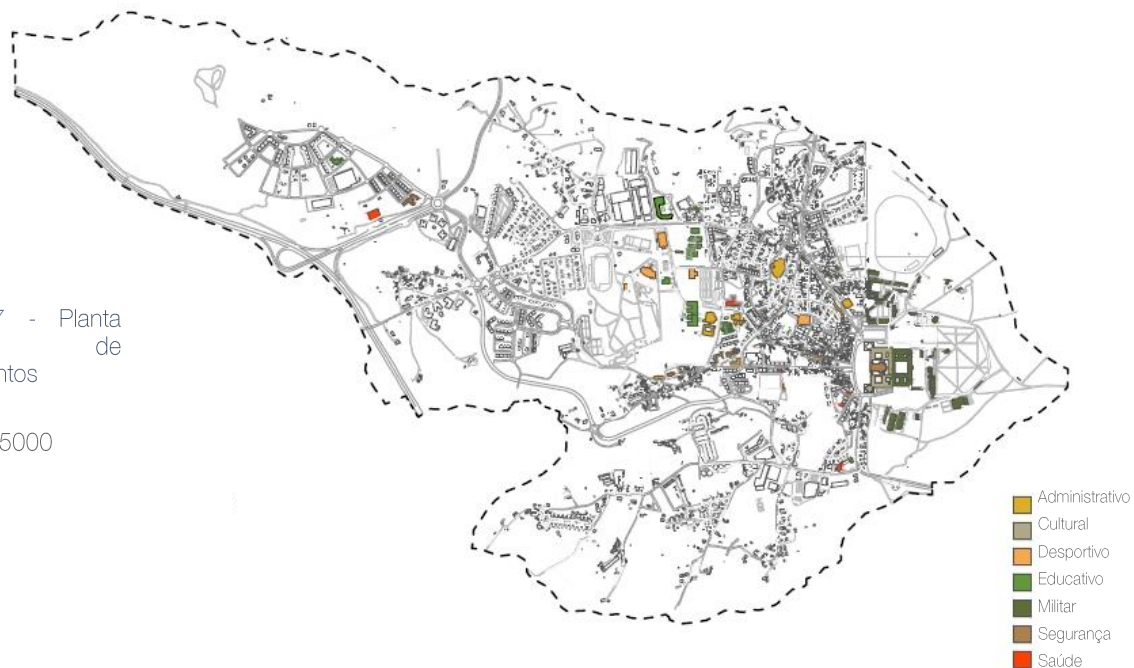 7 - Planta
de
ntos
5000
Administrativo
Cultural
Desportivo
Educativo
Militar
Segurança
Saúde